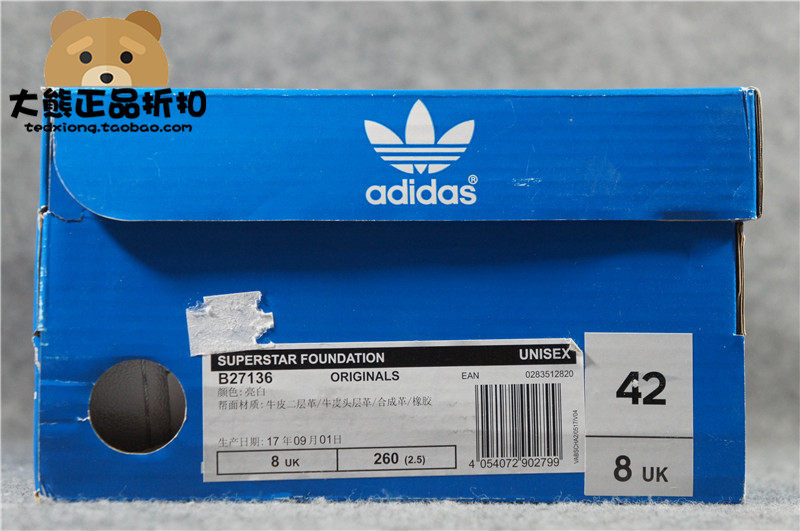 大熊正品折扣
tedxiong.taobao.com
adidas®
SUPERSTAR FOUNDATION UNISEX
B27136 ORIGINALS EAN 0283512820
颜色: 亮白
帮面材质: 牛皮二层革/牛皮头层革/合成革/橡胶
生产日期: 17年09月01日
8 UK 260 (2.5)
4 054072 902799
42
8 UK